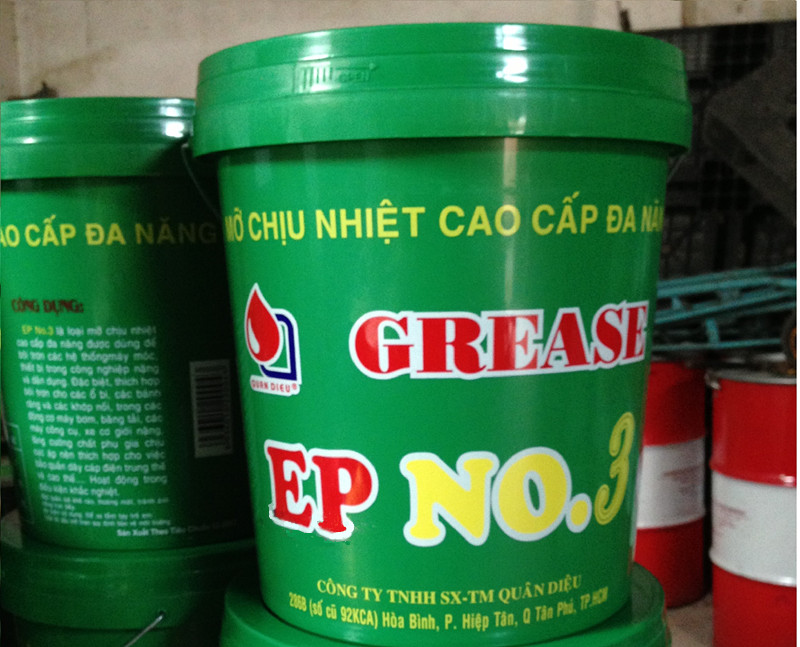 AO CẤP ĐA NĂNG
CÔNG DỤNG:
EP No.3 là loại mỡ chịu nhiệt
cao cấp đa năng được dùng để
bôi trơn các hệ thống máy móc,
thiết bị trong công nghiệp nặng
và dân dụng. Đặc biệt, thích hợp
bôi trơn cho các ổ bi, các bánh
răng và các khớp nối, trong các
động cơ máy bơm, băng tải, các
máy công cụ, xe cơ giới nặng.
tăng cường chất phụ gia chịu
cực áp nên thích hợp cho việc
bảo quản dây cáp điện trung thế
và cao thế... Hoạt động trong
điều kiện khắc nghiệt.
Sản Xuất Theo Tiêu
OPEN
MỠ CHỊU NHIỆT CAO CẤP ĐA NĂN
QUÂN DIỆU®
GREASE
EP NO.3
CÔNG TY TNHH SX-TM QUÂN DIỆU
286B (số cũ 92KCA) Hòa Bình, P. Hiệp Tân, Q Tân Phú, TP.HCM